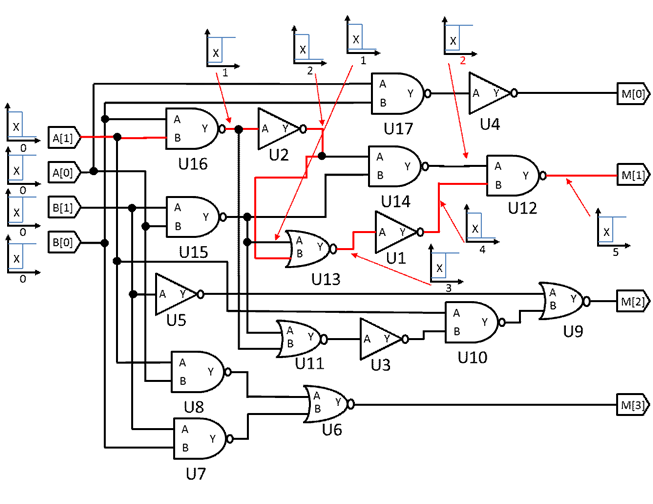 X
1
X
2
X
1
X
2
X
0
X
0
X
0
X
0
A[1]
A[0]
B[1]
B[0]
A
B
Y
U16
A Y
U2
A
B
Y
U17
A Y
U4
M[0]
A
B
Y
U15
A
B
Y
U14
A
B
Y
U12
M[1]
A
B
Y
U13
A Y
U1
X
4
X
3
X
5
A Y
U5
A
B
Y
U11
A Y
U3
A
B
Y
U10
A
B
Y
U9
M[2]
A
B
Y
U8
A
B
Y
U7
A
B
Y
U6
M[3]